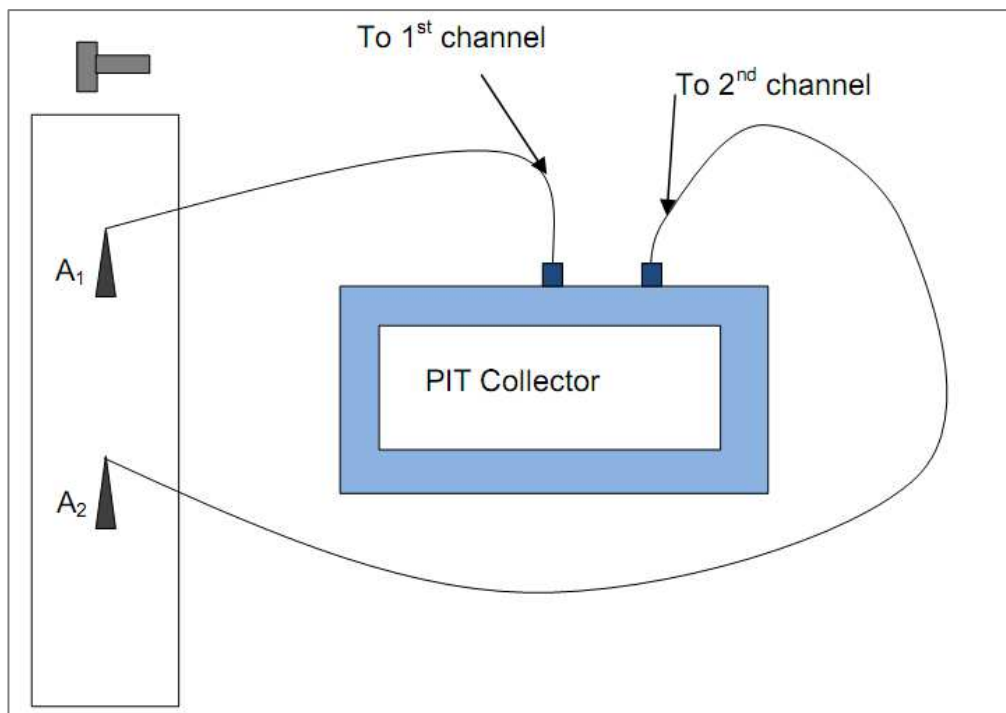 To 1st channel
To 2nd channel
A1
PIT Collector
A2